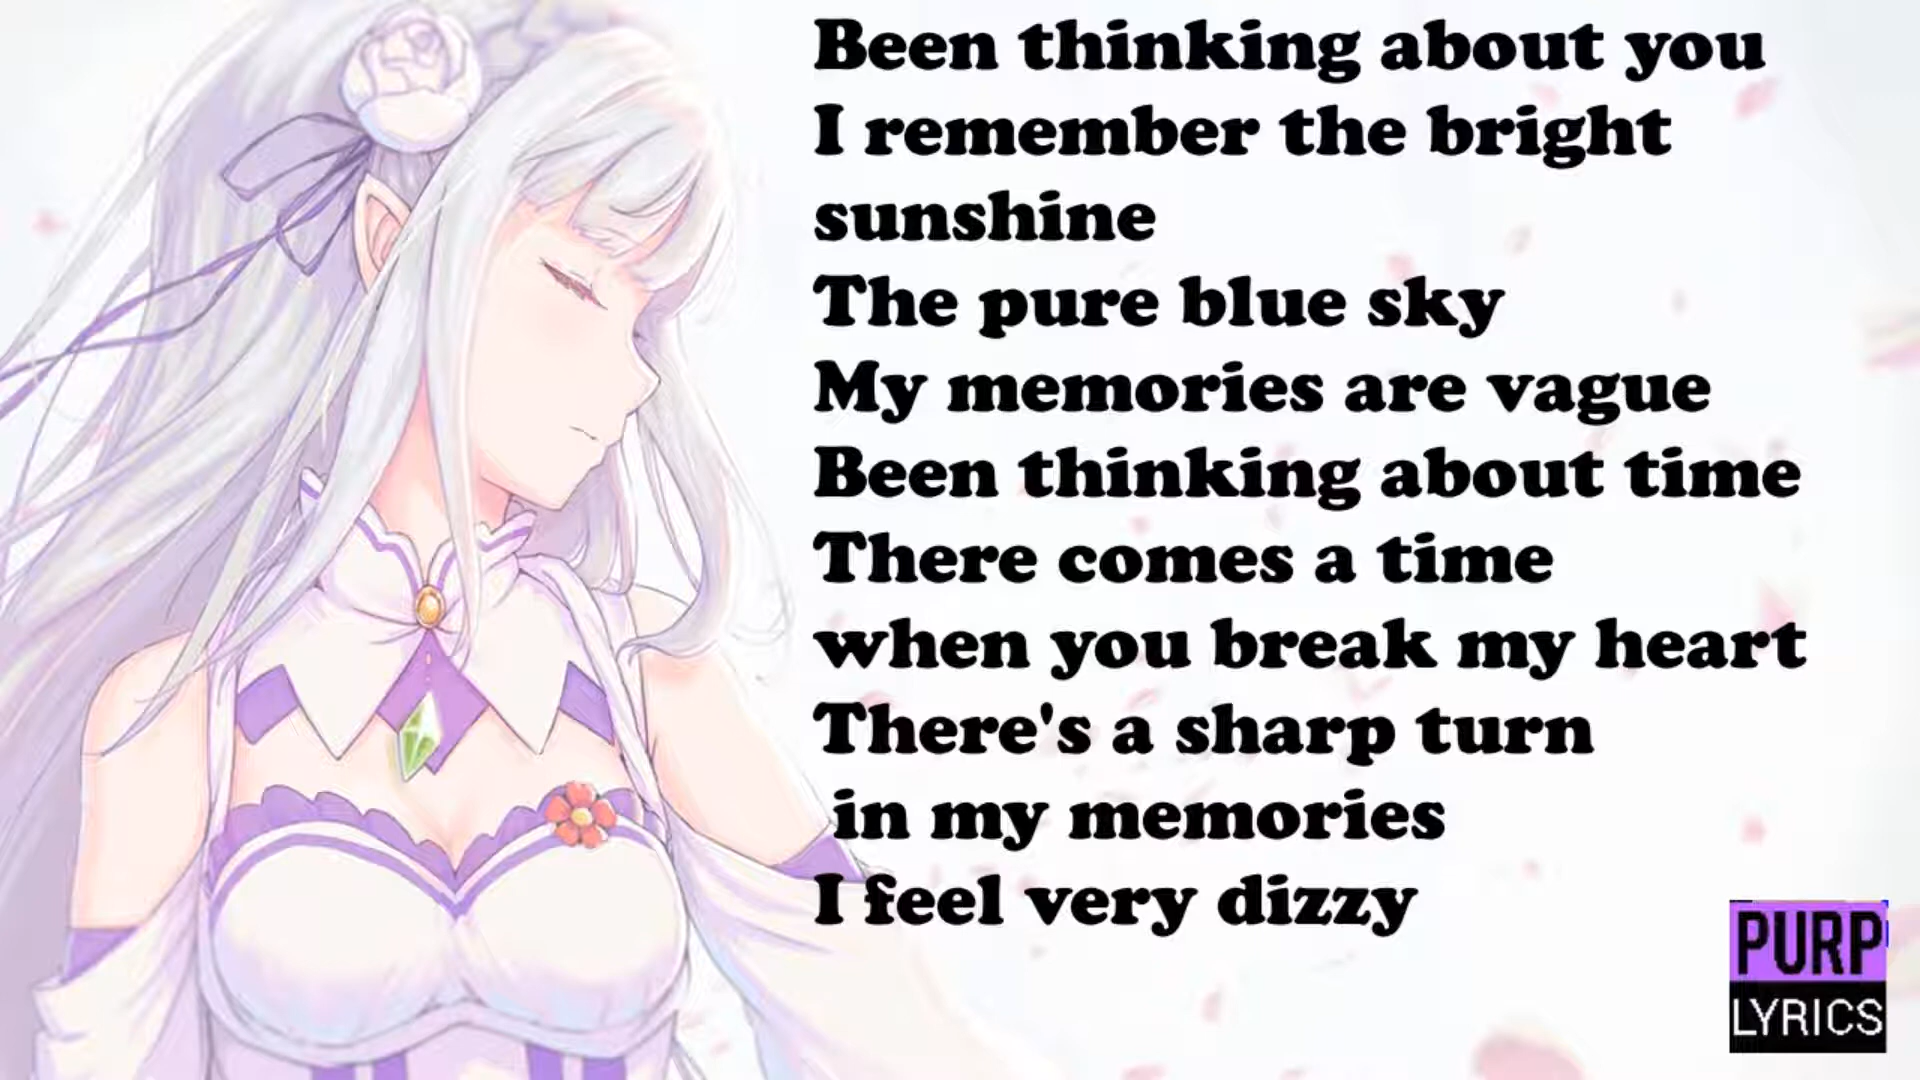 Been thinking about you
I remember the bright
sunshine
The pure blue sky
My memories are vague
Been thinking about time
There comes a time
when you break my heart
There's a sharp turn
in my memories
I feel very dizzy
PURP
LYRICS